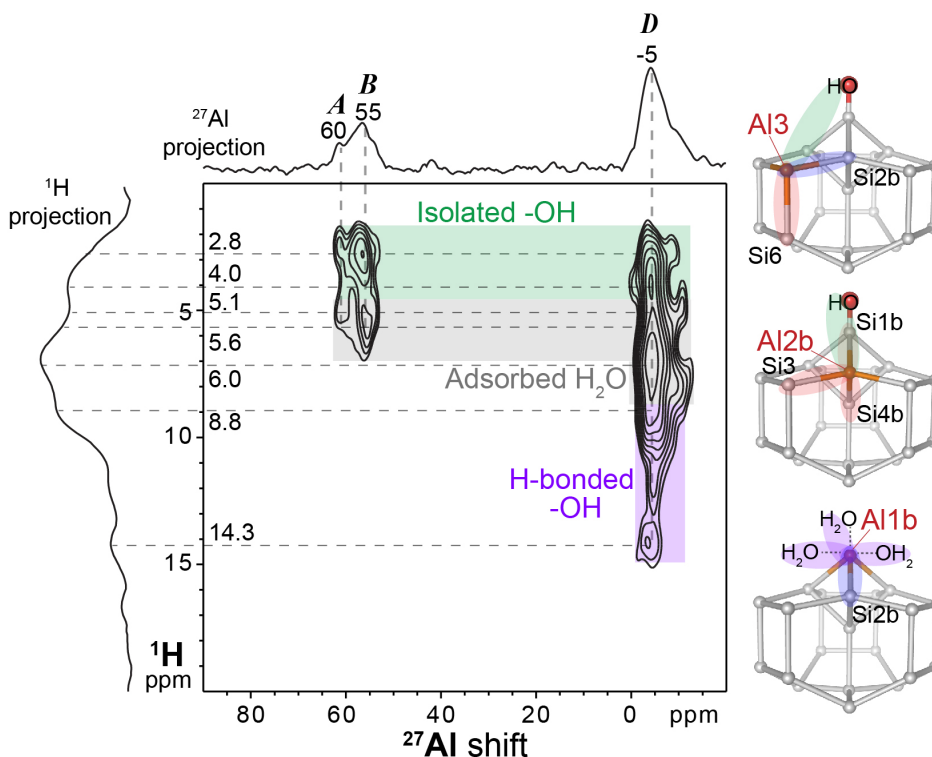 D
-5
A
B
60
55
27Al
projection
1H
projection
Isolated -OH
2.8
4.0
5.1
5
5.6
Adsorbed H2O
6.0
8.8
10
H-bonded
-OH
14.3
15
1H
ppm
80
60
40
20
0
ppm
27Al shift
HO
Al3
Si2b
Si6
HO
Si1b
Al2b
Si3
Si4b
H2O
Al1b
H2O
OH2
Si2b